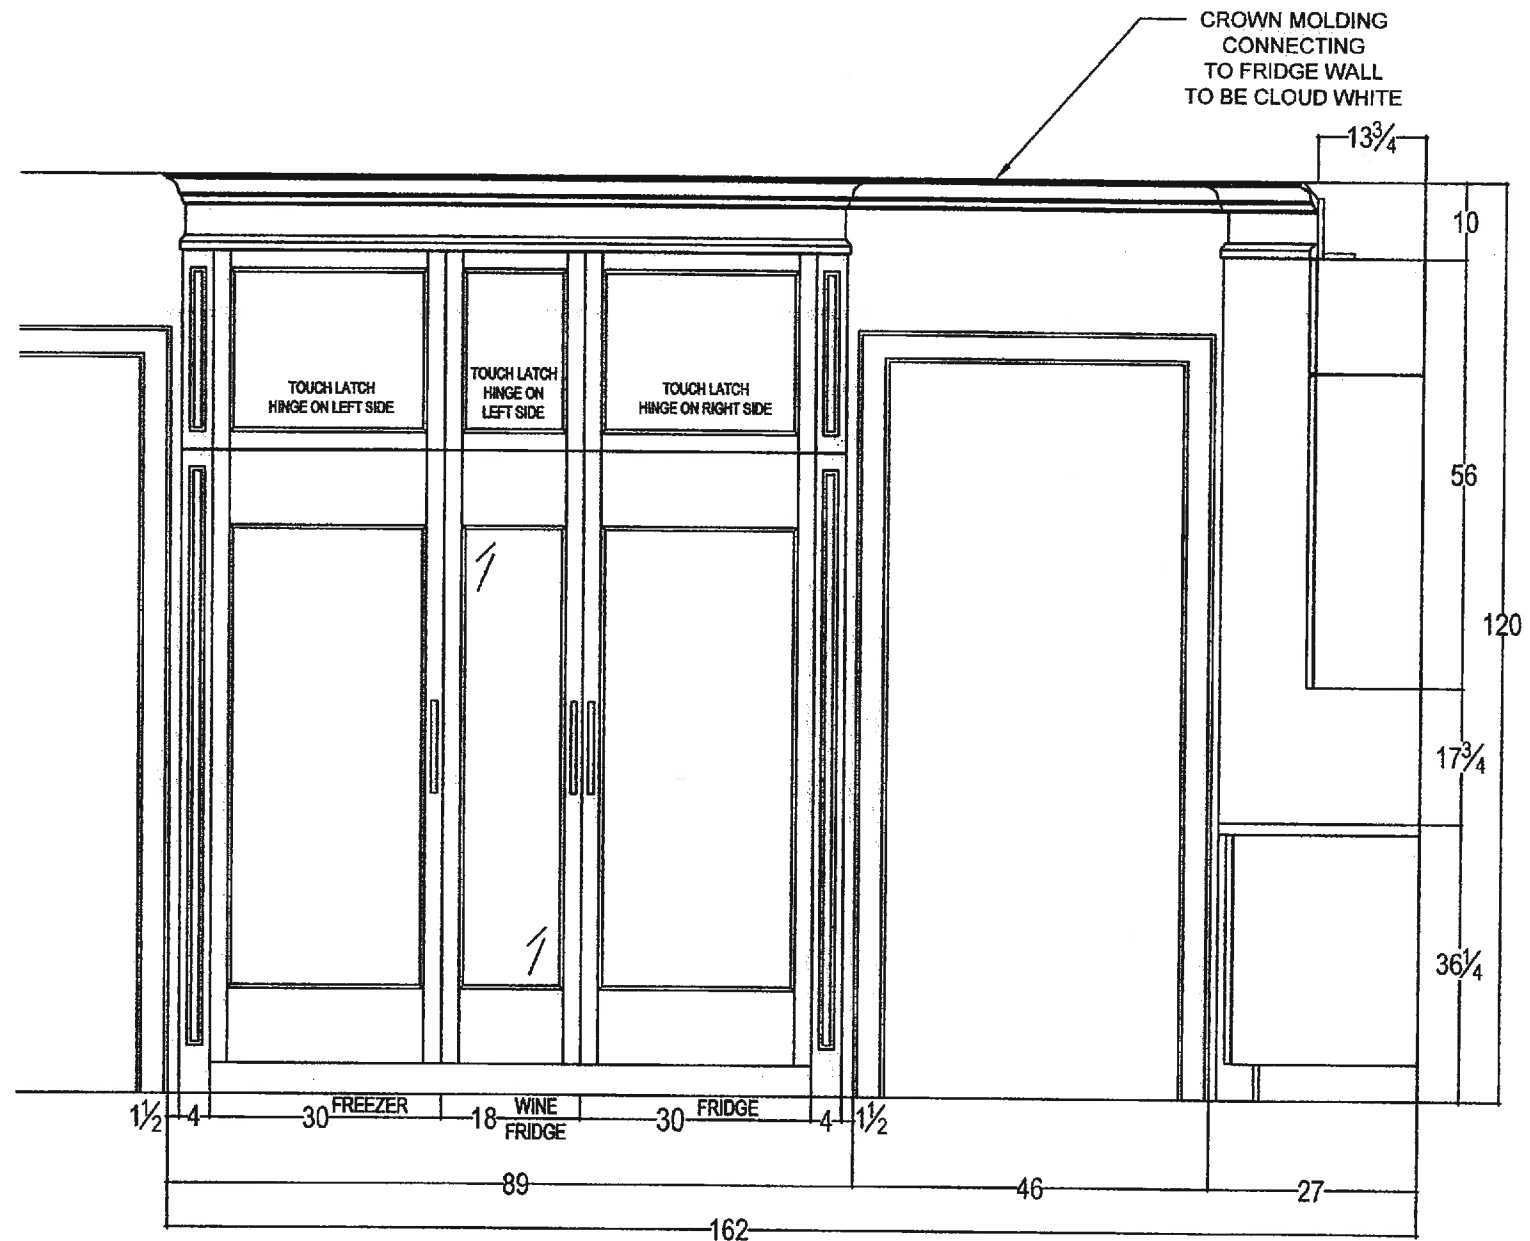 CROWN MOLDING
CONNECTING
TO FRIDGE WALL
TO BE CLOUD WHITE
13¾
10
TOUCH LATCH
HINGE ON LEFT SIDE
TOUCH LATCH
HINGE ON
LEFT SIDE
TOUCH LATCH
HINGE ON RIGHT SIDE
56
120
17¾
36¼
1½ 4 30 FREEZER 18 WINE FRIDGE 30 FRIDGE 4 1½
89 46 27
162